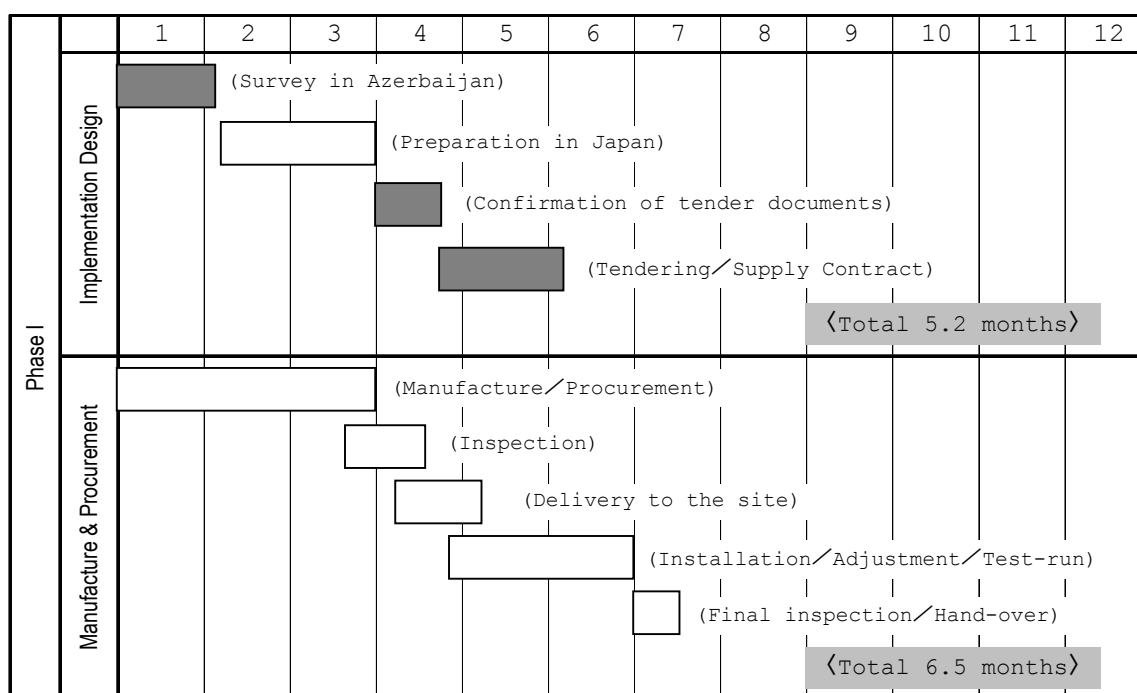 1 2 3 4 5 6 7 8 9 10 11 12
Phase I
Implementation Design
(Survey in Azerbaijan)
(Preparation in Japan)
(Confirmation of tender documents)
(Tendering／Supply Contract)
〈Total 5.2 months〉
Manufacture & Procurement
(Manufacture／Procurement)
(Inspection)
(Delivery to the site)
(Installation／Adjustment／Test-run)
(Final inspection／Hand-over)
〈Total 6.5 months〉